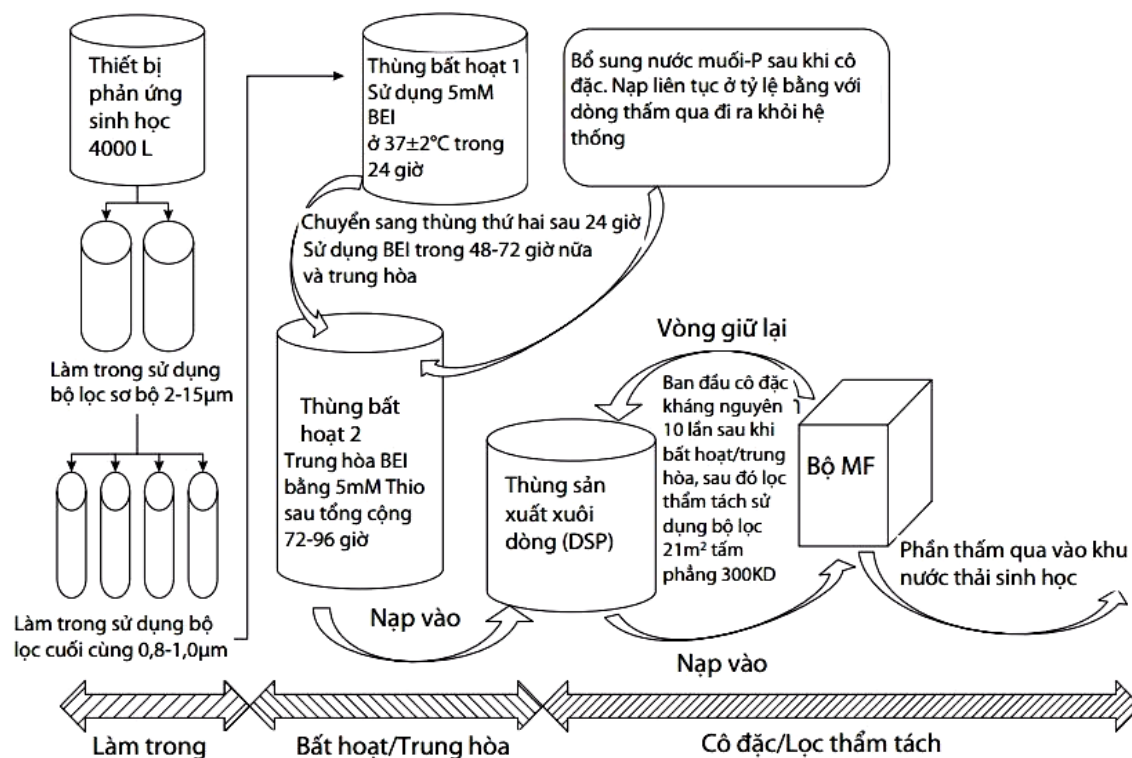 Thiết bị
phản ứng
sinh học
4000 L
Làm trong sử dụng
bộ lọc sơ bộ 2-15µm
Làm trong sử dụng bộ
lọc cuối cùng 0,8-1,0µm
Thùng bất hoạt 1
Sử dụng 5mM
BEI
ở 37±2°C trong
24 giờ
Bổ sung nước muối-P sau khi cô
đặc. Nạp liên tục ở tỷ lệ bằng với
dòng thấm qua đi ra khỏi hệ
thống
Chuyển sang thùng thứ hai sau 24 giờ
Sử dụng BEI trong 48-72 giờ nữa
và trung hòa
Thùng bất
hoạt 2
Trung hòa BEI
bằng 5mM Thio
sau tổng cộng
72-96 giờ
Nạp vào
Thùng sản
xuất xuôi
dòng (DSP)
Vòng giữ lại
Ban đầu cô đặc
kháng nguyên
10 lần sau khi
bất hoạt/trung
hòa, sau đó lọc
thẩm tách sử
dụng bộ lọc
21m² tấm
phẳng 300KD
Bộ MF
Nạp vào
Phần thấm qua vào khu
nước thải sinh học
Làm trong
Bất hoạt/Trung hòa
Cô đặc/Lọc thẩm tách